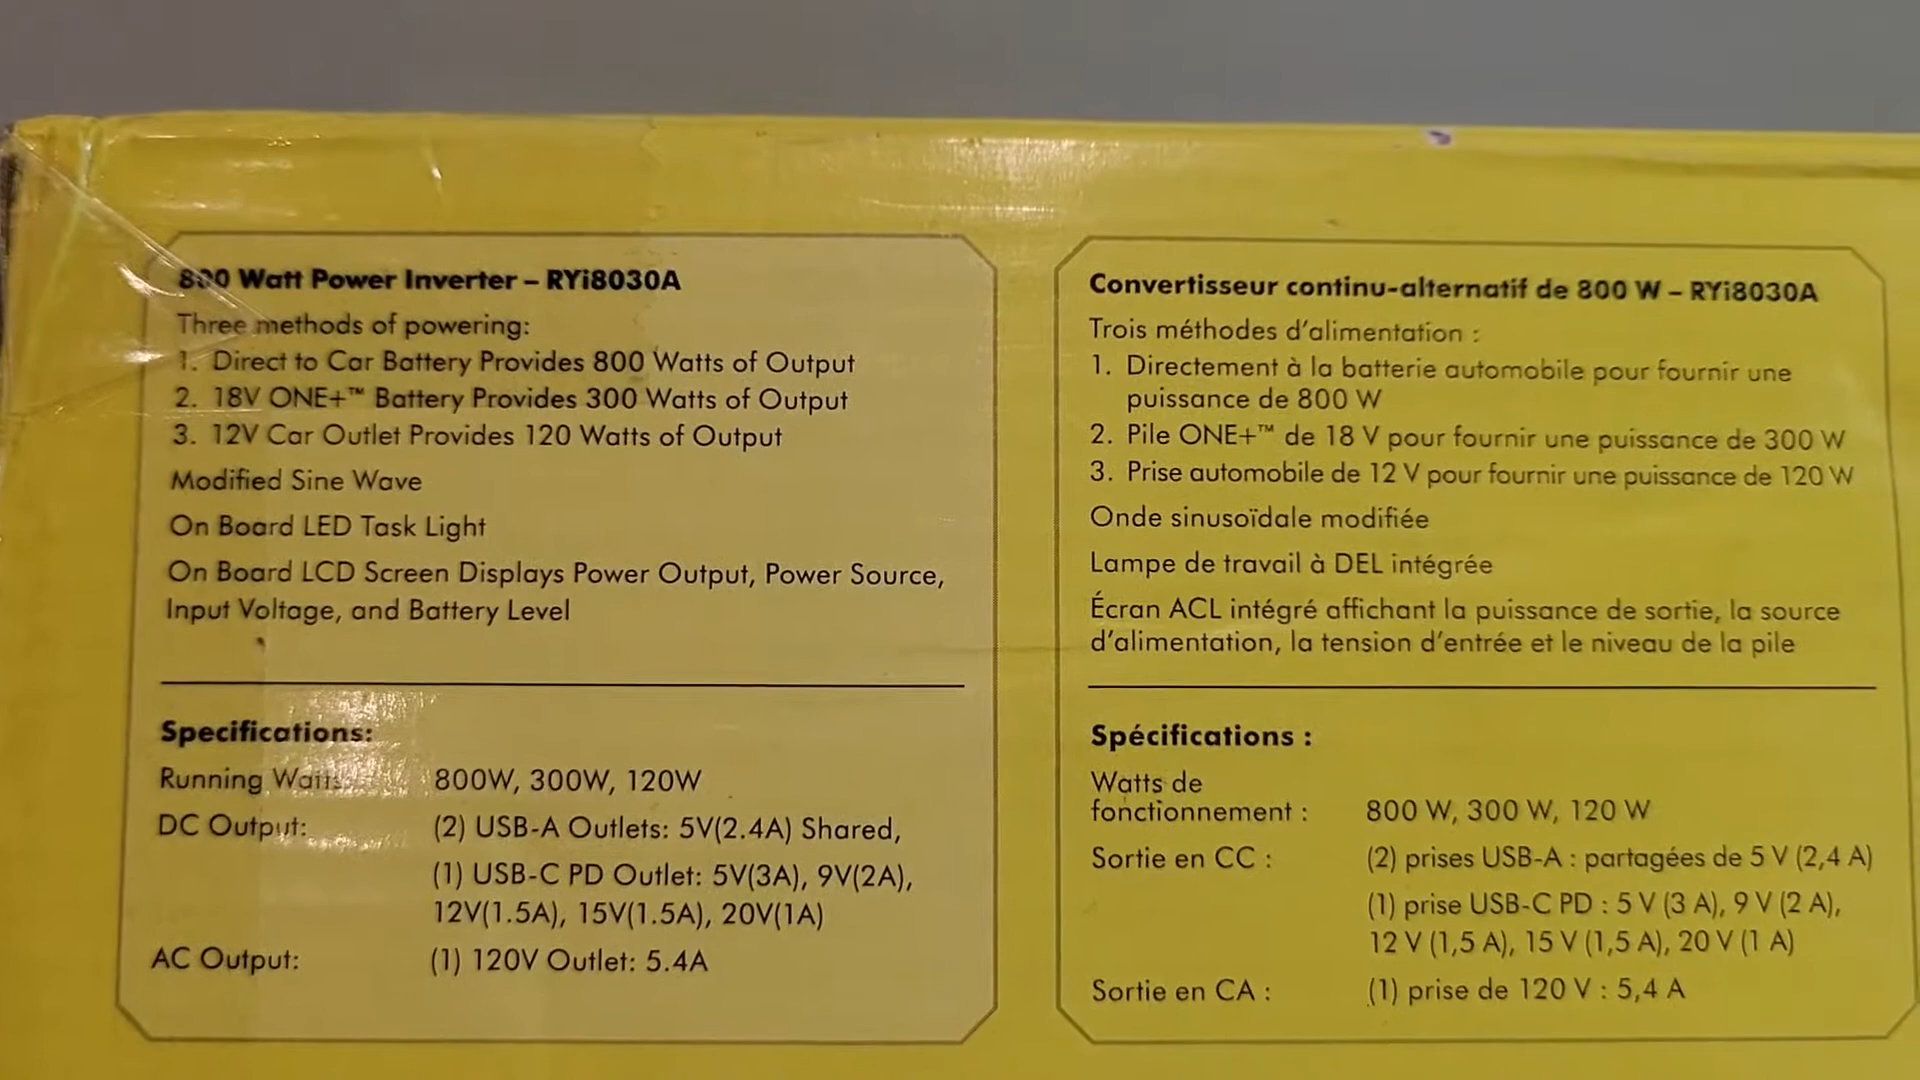 800 Watt Power Inverter – RYi8030A
Three methods of powering:
1. Direct to Car Battery Provides 800 Watts of Output
2. 18V ONE+™ Battery Provides 300 Watts of Output
3. 12V Car Outlet Provides 120 Watts of Output
Modified Sine Wave
On Board LED Task Light
On Board LCD Screen Displays Power Output, Power Source,
Input Voltage, and Battery Level
Specifications:
Running Watts: 800W, 300W, 120W
DC Output: (2) USB-A Outlets: 5V(2.4A) Shared,
(1) USB-C PD Outlet: 5V(3A), 9V(2A),
12V(1.5A), 15V(1.5A), 20V(1A)
AC Output: (1) 120V Outlet: 5.4A
Convertisseur continu-alternatif de 800 W – RYi8030A
Trois méthodes d'alimentation :
1. Directement à la batterie automobile pour fournir une
puissance de 800 W
2. Pile ONE+™ de 18 V pour fournir une puissance de 300 W
3. Prise automobile de 12 V pour fournir une puissance de 120 W
Onde sinusoïdale modifiée
Lampe de travail à DEL intégrée
Écran ACL intégré affichant la puissance de sortie, la source
d'alimentation, la tension d'entrée et le niveau de la pile
Spécifications :
Watts de
fonctionnement : 800 W, 300 W, 120 W
Sortie en CC : (2) prises USB-A : partagées de 5 V (2,4 A)
(1) prise USB-C PD : 5 V (3 A), 9 V (2 A),
12 V (1,5 A), 15 V (1,5 A), 20 V (1 A)
Sortie en CA : (1) prise de 120 V : 5,4 A